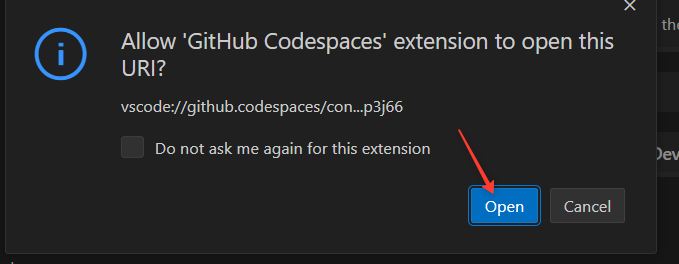 Allow 'GitHub Codespaces' extension to open this
URI?
vscode://github.codespaces/con...p3j66
Do not ask me again for this extension
Open
Cancel
the
Dev